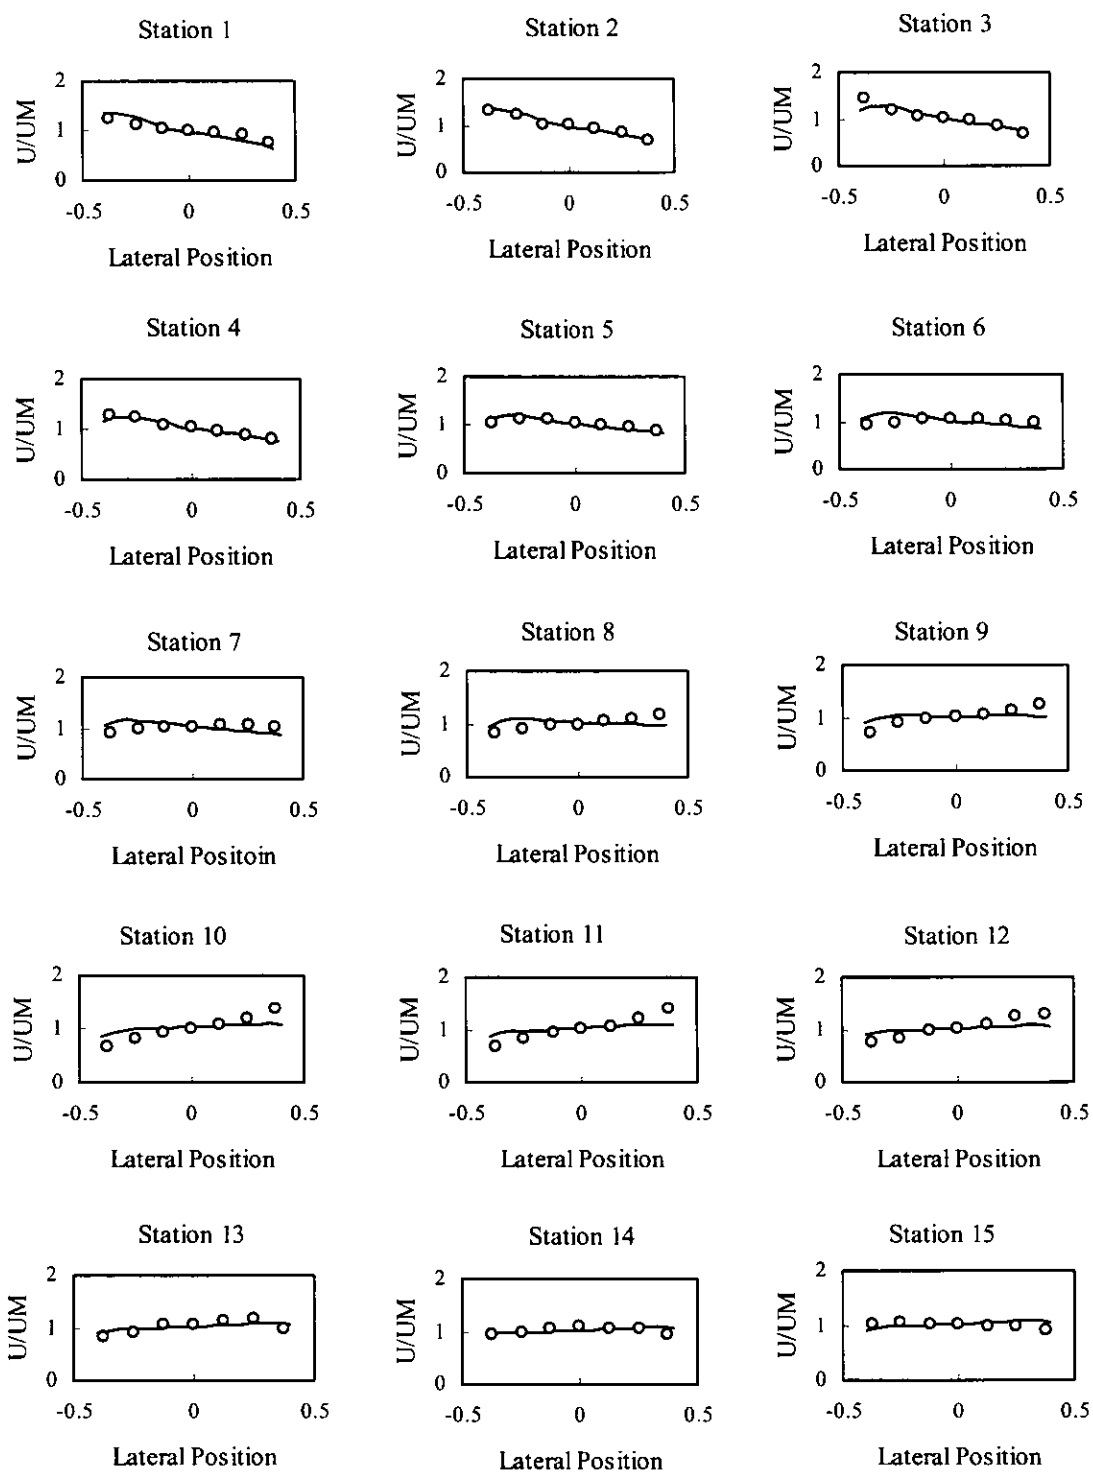 Station 1
2
U/UM
1
0
-0.5 0 0.5
Lateral Position
Station 2
2
U/UM
1
0
-0.5 0 0.5
Lateral Position
Station 3
2
U/UM
1
0
-0.5 0 0.5
Lateral Position
Station 4
2
U/UM
1
0
-0.5 0 0.5
Lateral Position
Station 5
2
U/UM
1
0
-0.5 0 0.5
Lateral Position
Station 6
2
U/UM
1
0
-0.5 0 0.5
Lateral Position
Station 7
2
U/UM
1
0
-0.5 0 0.5
Lateral Positoin
Station 8
2
U/UM
1
0
-0.5 0 0.5
Lateral Position
Station 9
2
U/UM
1
0
-0.5 0 0.5
Lateral Position
Station 10
2
U/UM
1
0
-0.5 0 0.5
Lateral Position
Station 11
2
U/UM
1
0
-0.5 0 0.5
Lateral Position
Station 12
2
U/UM
1
0
-0.5 0 0.5
Lateral Position
Station 13
2
U/UM
1
0
-0.5 0 0.5
Lateral Position
Station 14
2
U/UM
1
0
-0.5 0 0.5
Lateral Position
Station 15
2
U/UM
1
0
-0.5 0 0.5
Lateral Position